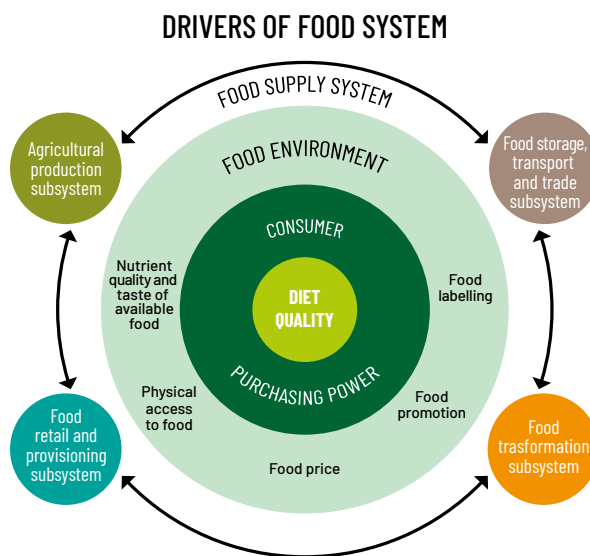 DRIVERS OF FOOD SYSTEM
FOOD SUPPLY SYSTEM
Agricultural
production
subsystem
Food storage,
transport
and trade
subsystem
FOOD ENVIRONMENT
CONSUMER
Nutrient
quality and
taste of
available
food
Food
labelling
DIET
QUALITY
PURCHASING POWER
Physical
access
to food
Food
promotion
Food price
Food
retail and
provisioning
subsystem
Food
trasformation
subsystem